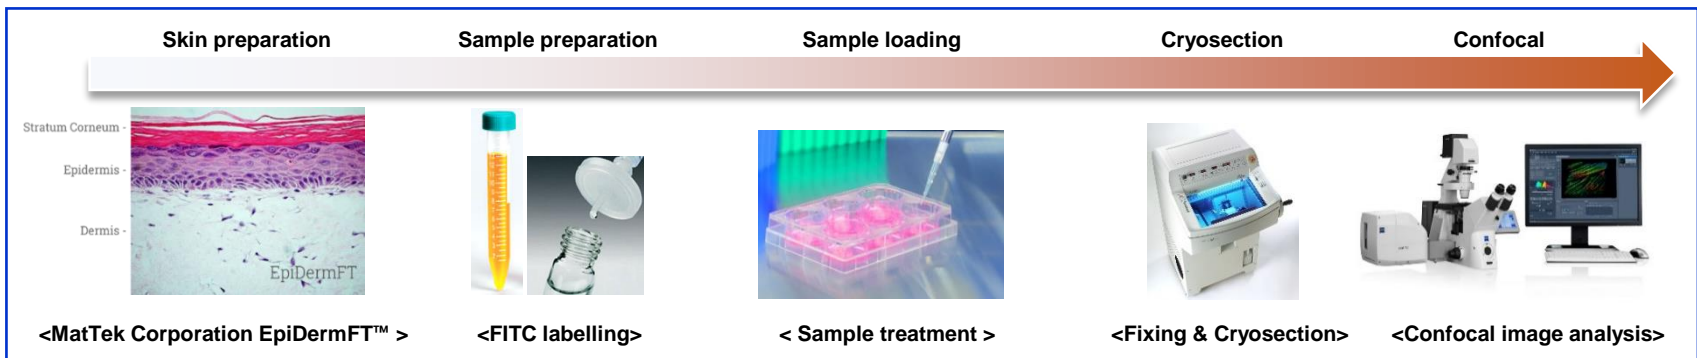 Skin preparation
Sample preparation
Sample loading
Cryosection
Confocal
Stratum Corneum -
Epidermis -
Dermis -
EpiDermFT
<MatTek Corporation EpiDermFT™ >
<FITC labelling>
< Sample treatment >
<Fixing & Cryosection>
<Confocal image analysis>